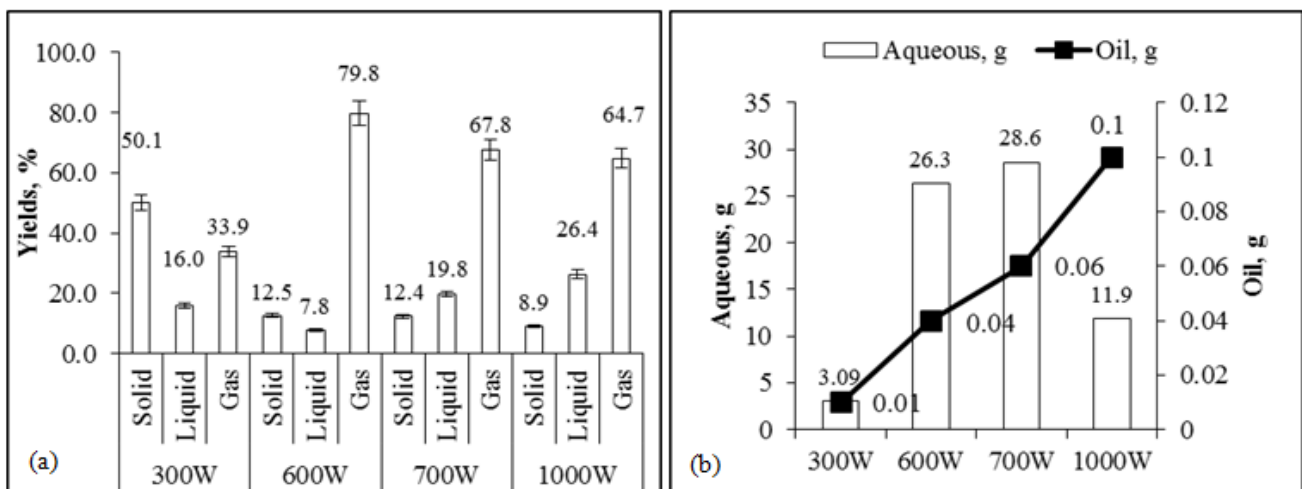 100.0
80.0
60.0
40.0
20.0
0.0
Yields, %
50.1
16.0
33.9
12.5
7.8
79.8
12.4
19.8
67.8
8.9
26.4
64.7
Solid
Liquid
Gas
Solid
Liquid
Gas
Solid
Liquid
Gas
Solid
Liquid
Gas
300W
600W
700W
1000W
(a)
Aqueous, g
Oil, g
35
30
25
20
15
10
5
0
Aqueous, g
3.09
26.3
28.6
11.9
0.01
0.04
0.06
0.1
0.12
0.1
0.08
0.06
0.04
0.02
0
Oil, g
300W
600W
700W
1000W
(b)